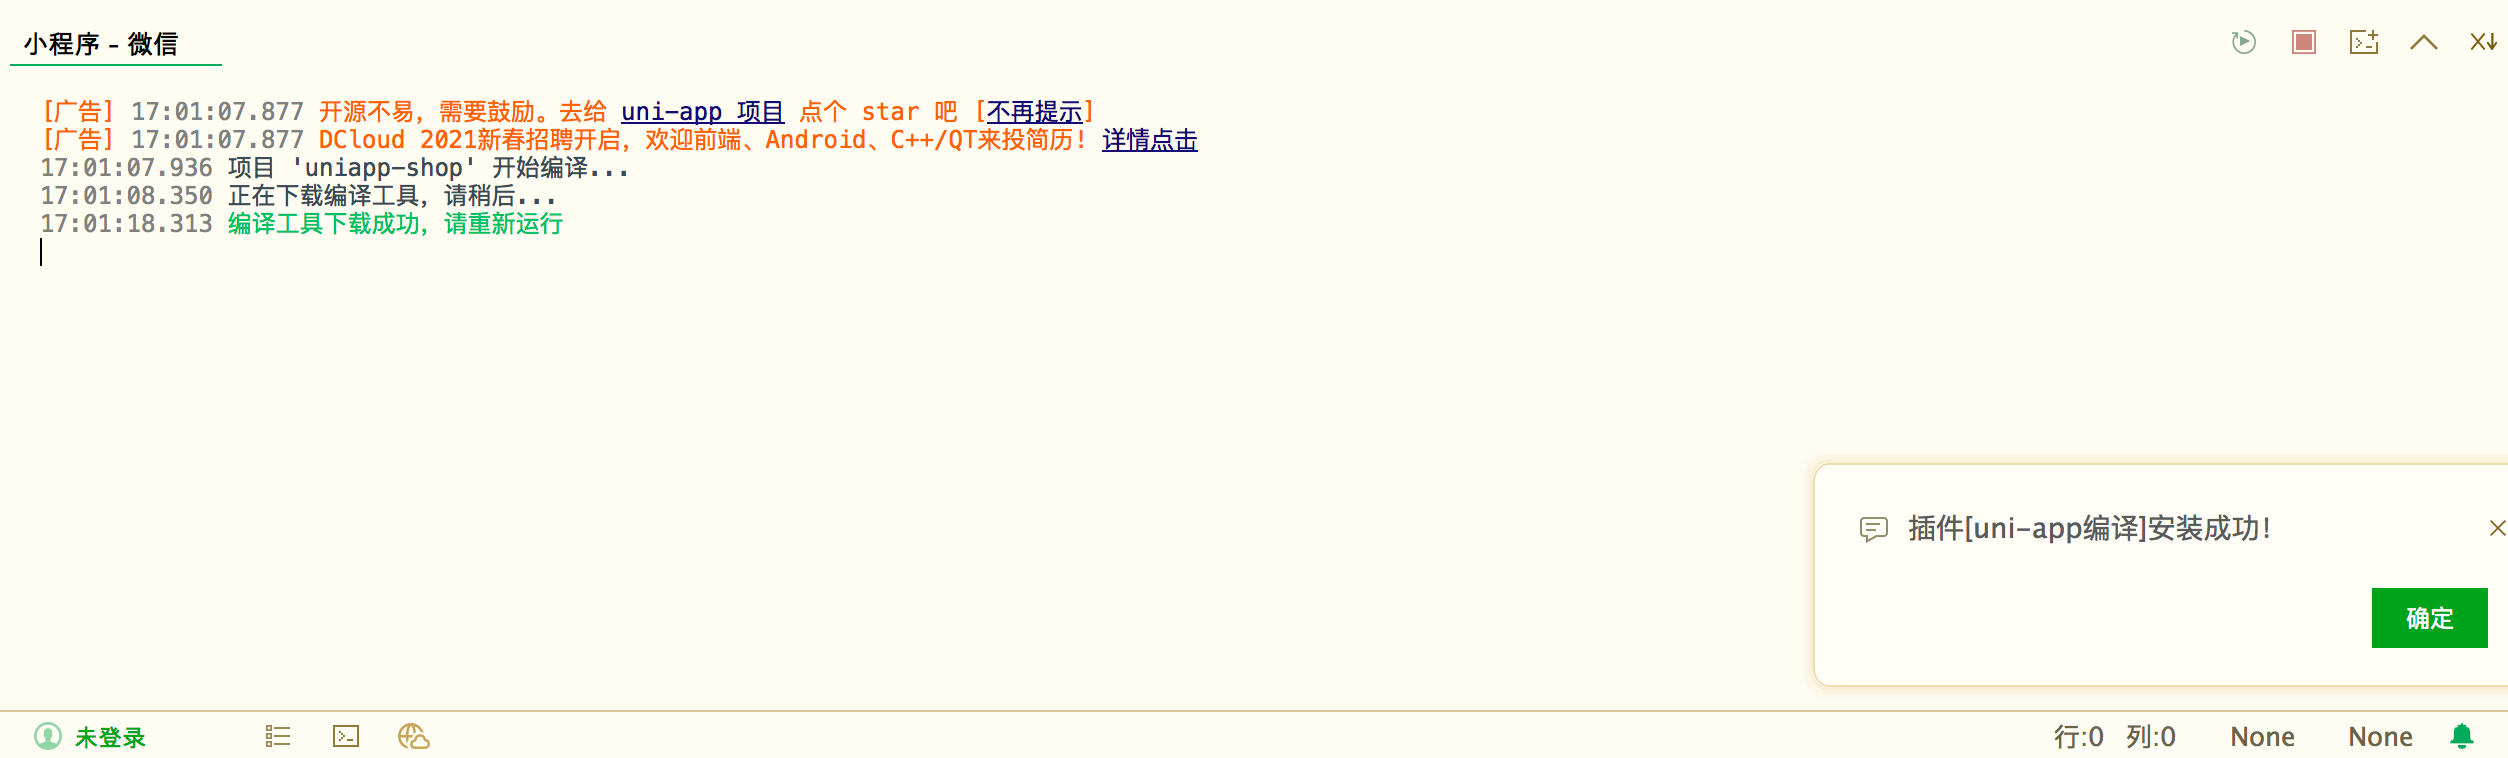 小程序 - 微信
[广告] 17:01:07.877 开源不易，需要鼓励。去给 uni-app 项目 点个 star 吧 [不再提示]
[广告] 17:01:07.877 DCloud 2021新春招聘开启，欢迎前端、Android、C++/QT来投简历！ 详情点击
17:01:07.936 项目 'uniapp-shop' 开始编译...
17:01:08.350 正在下载编译工具，请稍后...
17:01:18.313 编译工具下载成功，请重新运行
插件[uni-app编译]安装成功！
确定
未登录
行:0 列:0 None None